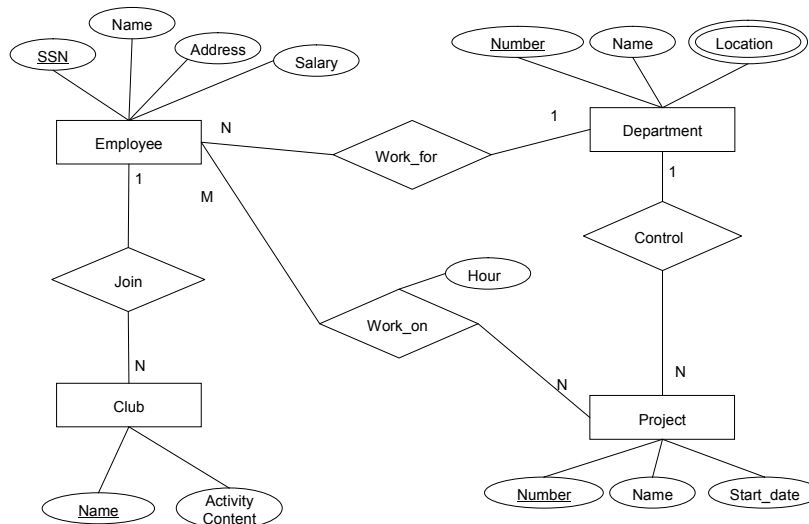 Name
Number
Name
Location
SSN
Address
Salary
Employee
N
1
Department
Work_for
1
M
1
Control
Join
Hour
Work_on
N
N
N
Club
Project
Name
Activity
Content
Number
Name
Start_date